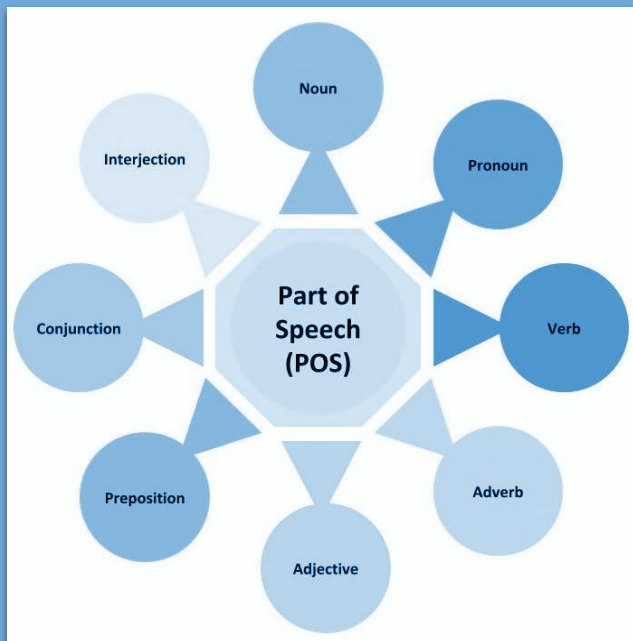 Noun
Pronoun
Verb
Adverb
Adjective
Preposition
Conjunction
Interjection
Part of
Speech
(POS)